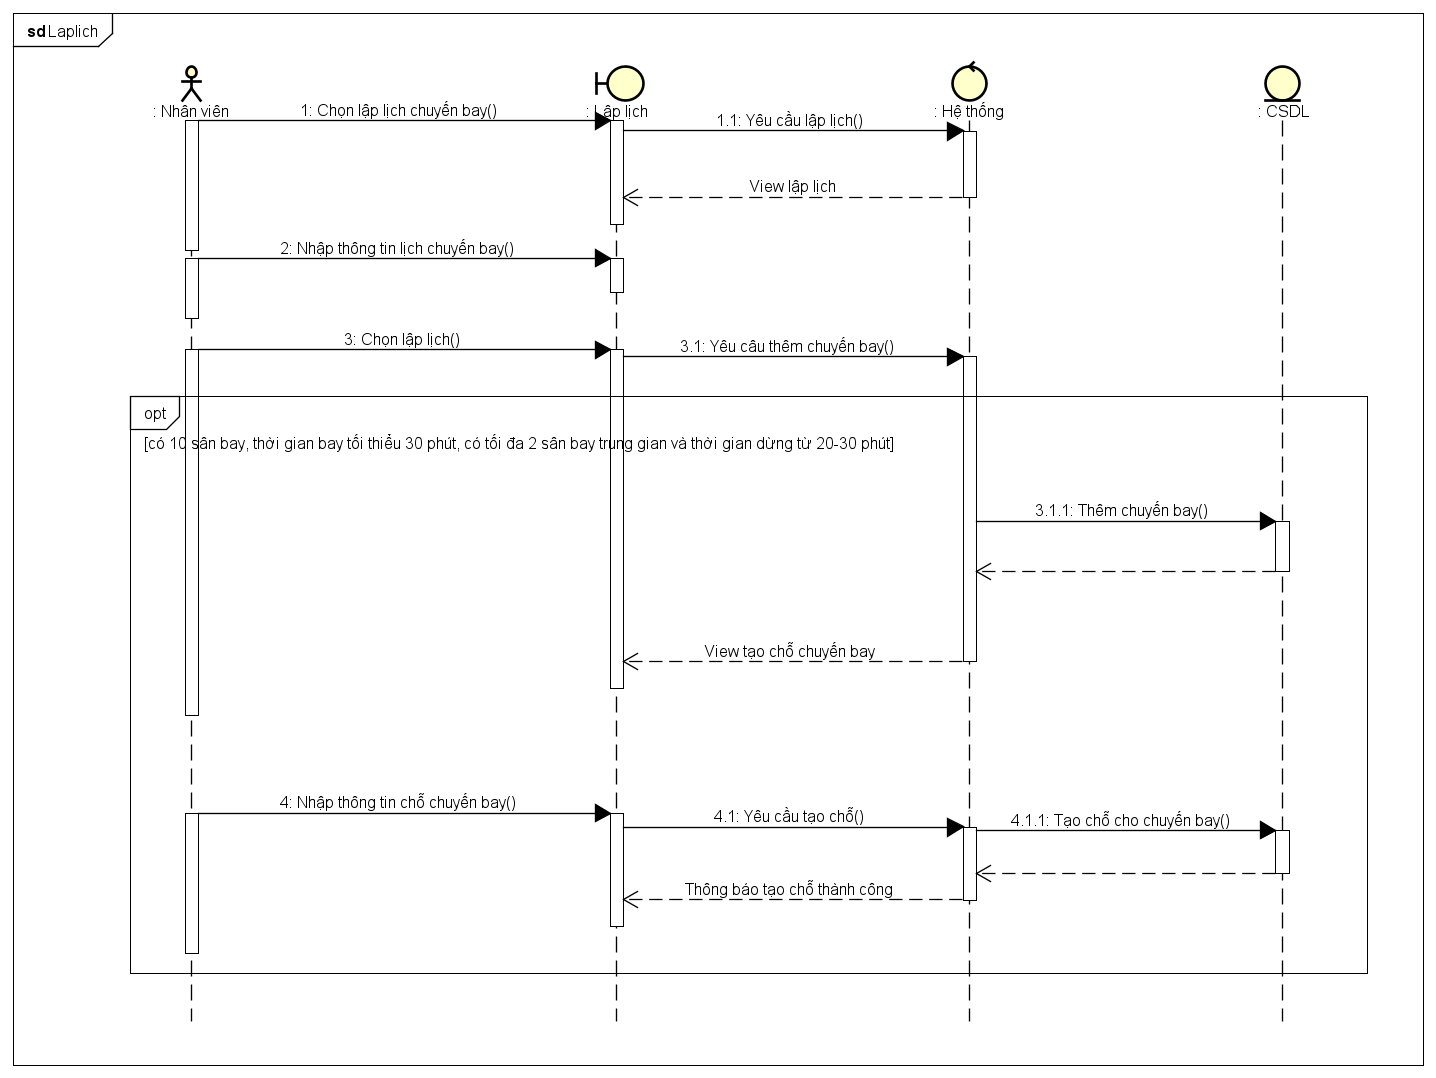 sd Laplich
: Nhân viên
: Lập lịch
: Hệ thống
: CSDL
1: Chọn lập lịch chuyến bay()
1.1: Yêu cầu lập lịch()
View lập lịch
2: Nhập thông tin lịch chuyến bay()
3: Chọn lập lịch()
3.1: Yêu câu thêm chuyến bay()
opt
[có 10 sân bay, thời gian bay tối thiểu 30 phút, có tối đa 2 sân bay trung gian và thời gian dừng từ 20-30 phút]
3.1.1: Thêm chuyến bay()
View tạo chỗ chuyến bay
4: Nhập thông tin chỗ chuyến bay()
4.1: Yêu cầu tạo chỗ()
4.1.1: Tạo chỗ cho chuyến bay()
Thông báo tạo chỗ thành công